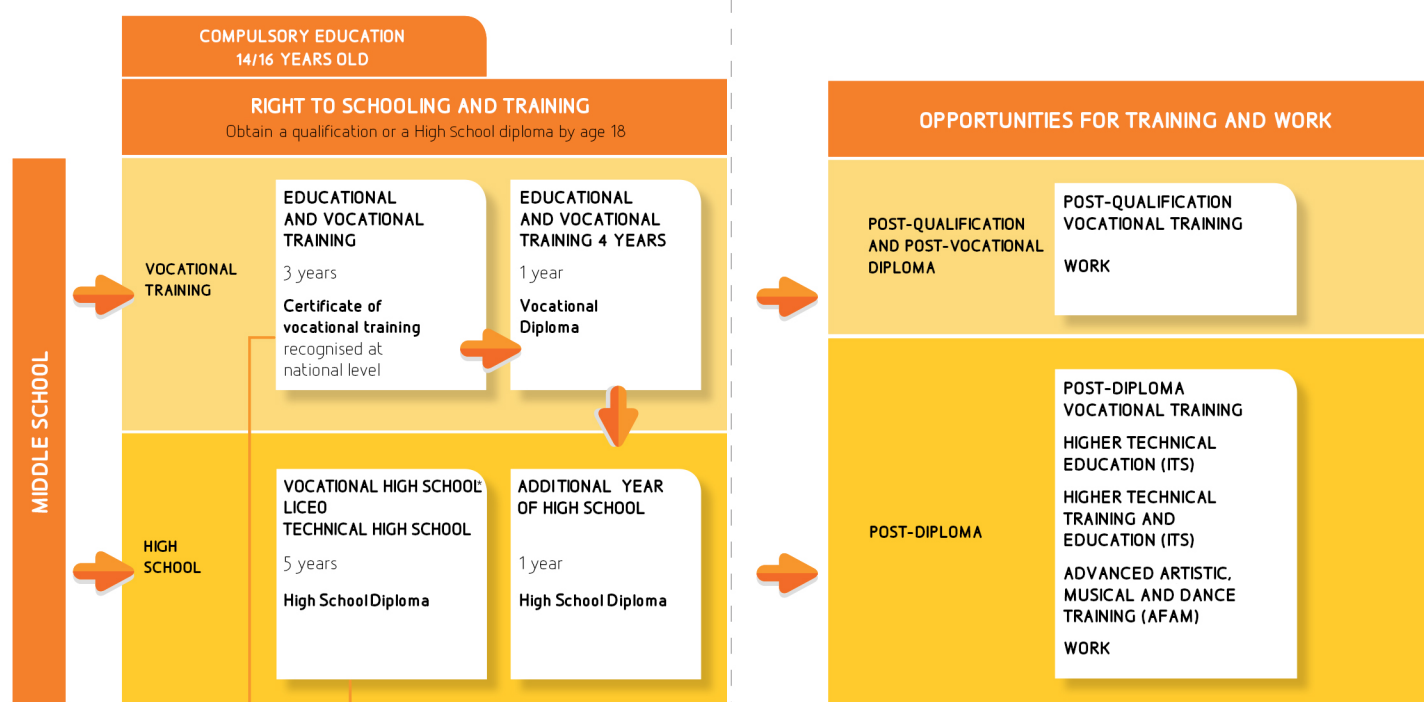 COMPULSORY EDUCATION
14/16 YEARS OLD
RIGHT TO SCHOOLING AND TRAINING
Obtain a qualification or a High School diploma by age 18
OPPORTUNITIES FOR TRAINING AND WORK
MIDDLE SCHOOL
VOCATIONAL
TRAINING
EDUCATIONAL
AND VOCATIONAL
TRAINING
3 years
Certificate of
vocational training
recognised at
national level
EDUCATIONAL
AND VOCATIONAL
TRAINING 4 YEARS
1 year
Vocational
Diploma
POST-QUALIFICATION
AND POST-VOCATIONAL
DIPLOMA
POST-QUALIFICATION
VOCATIONAL TRAINING
WORK
HIGH
SCHOOL
VOCATIONAL HIGH SCHOOL*
LICEO
TECHNICAL HIGH SCHOOL
5 years
High School Diploma
ADDITIONAL YEAR
OF HIGH SCHOOL
1 year
High School Diploma
POST-DIPLOMA
POST-DIPLOMA
VOCATIONAL TRAINING
HIGHER TECHNICAL
EDUCATION (ITS)
HIGHER TECHNICAL
TRAINING AND
EDUCATION (ITS)
ADVANCED ARTISTIC,
MUSICAL AND DANCE
TRAINING (AFAM)
WORK